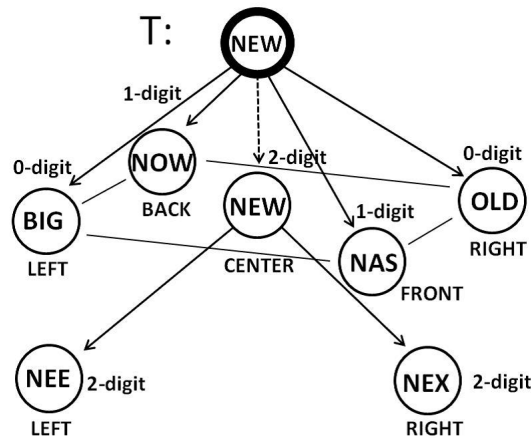 T:
NEW
1-digit
0-digit
NOW
2-digit
0-digit
BIG
BACK
NEW
1-digit
OLD
LEFT
CENTER
NAS
RIGHT
FRONT
NEE
2-digit
NEX
2-digit
LEFT
RIGHT